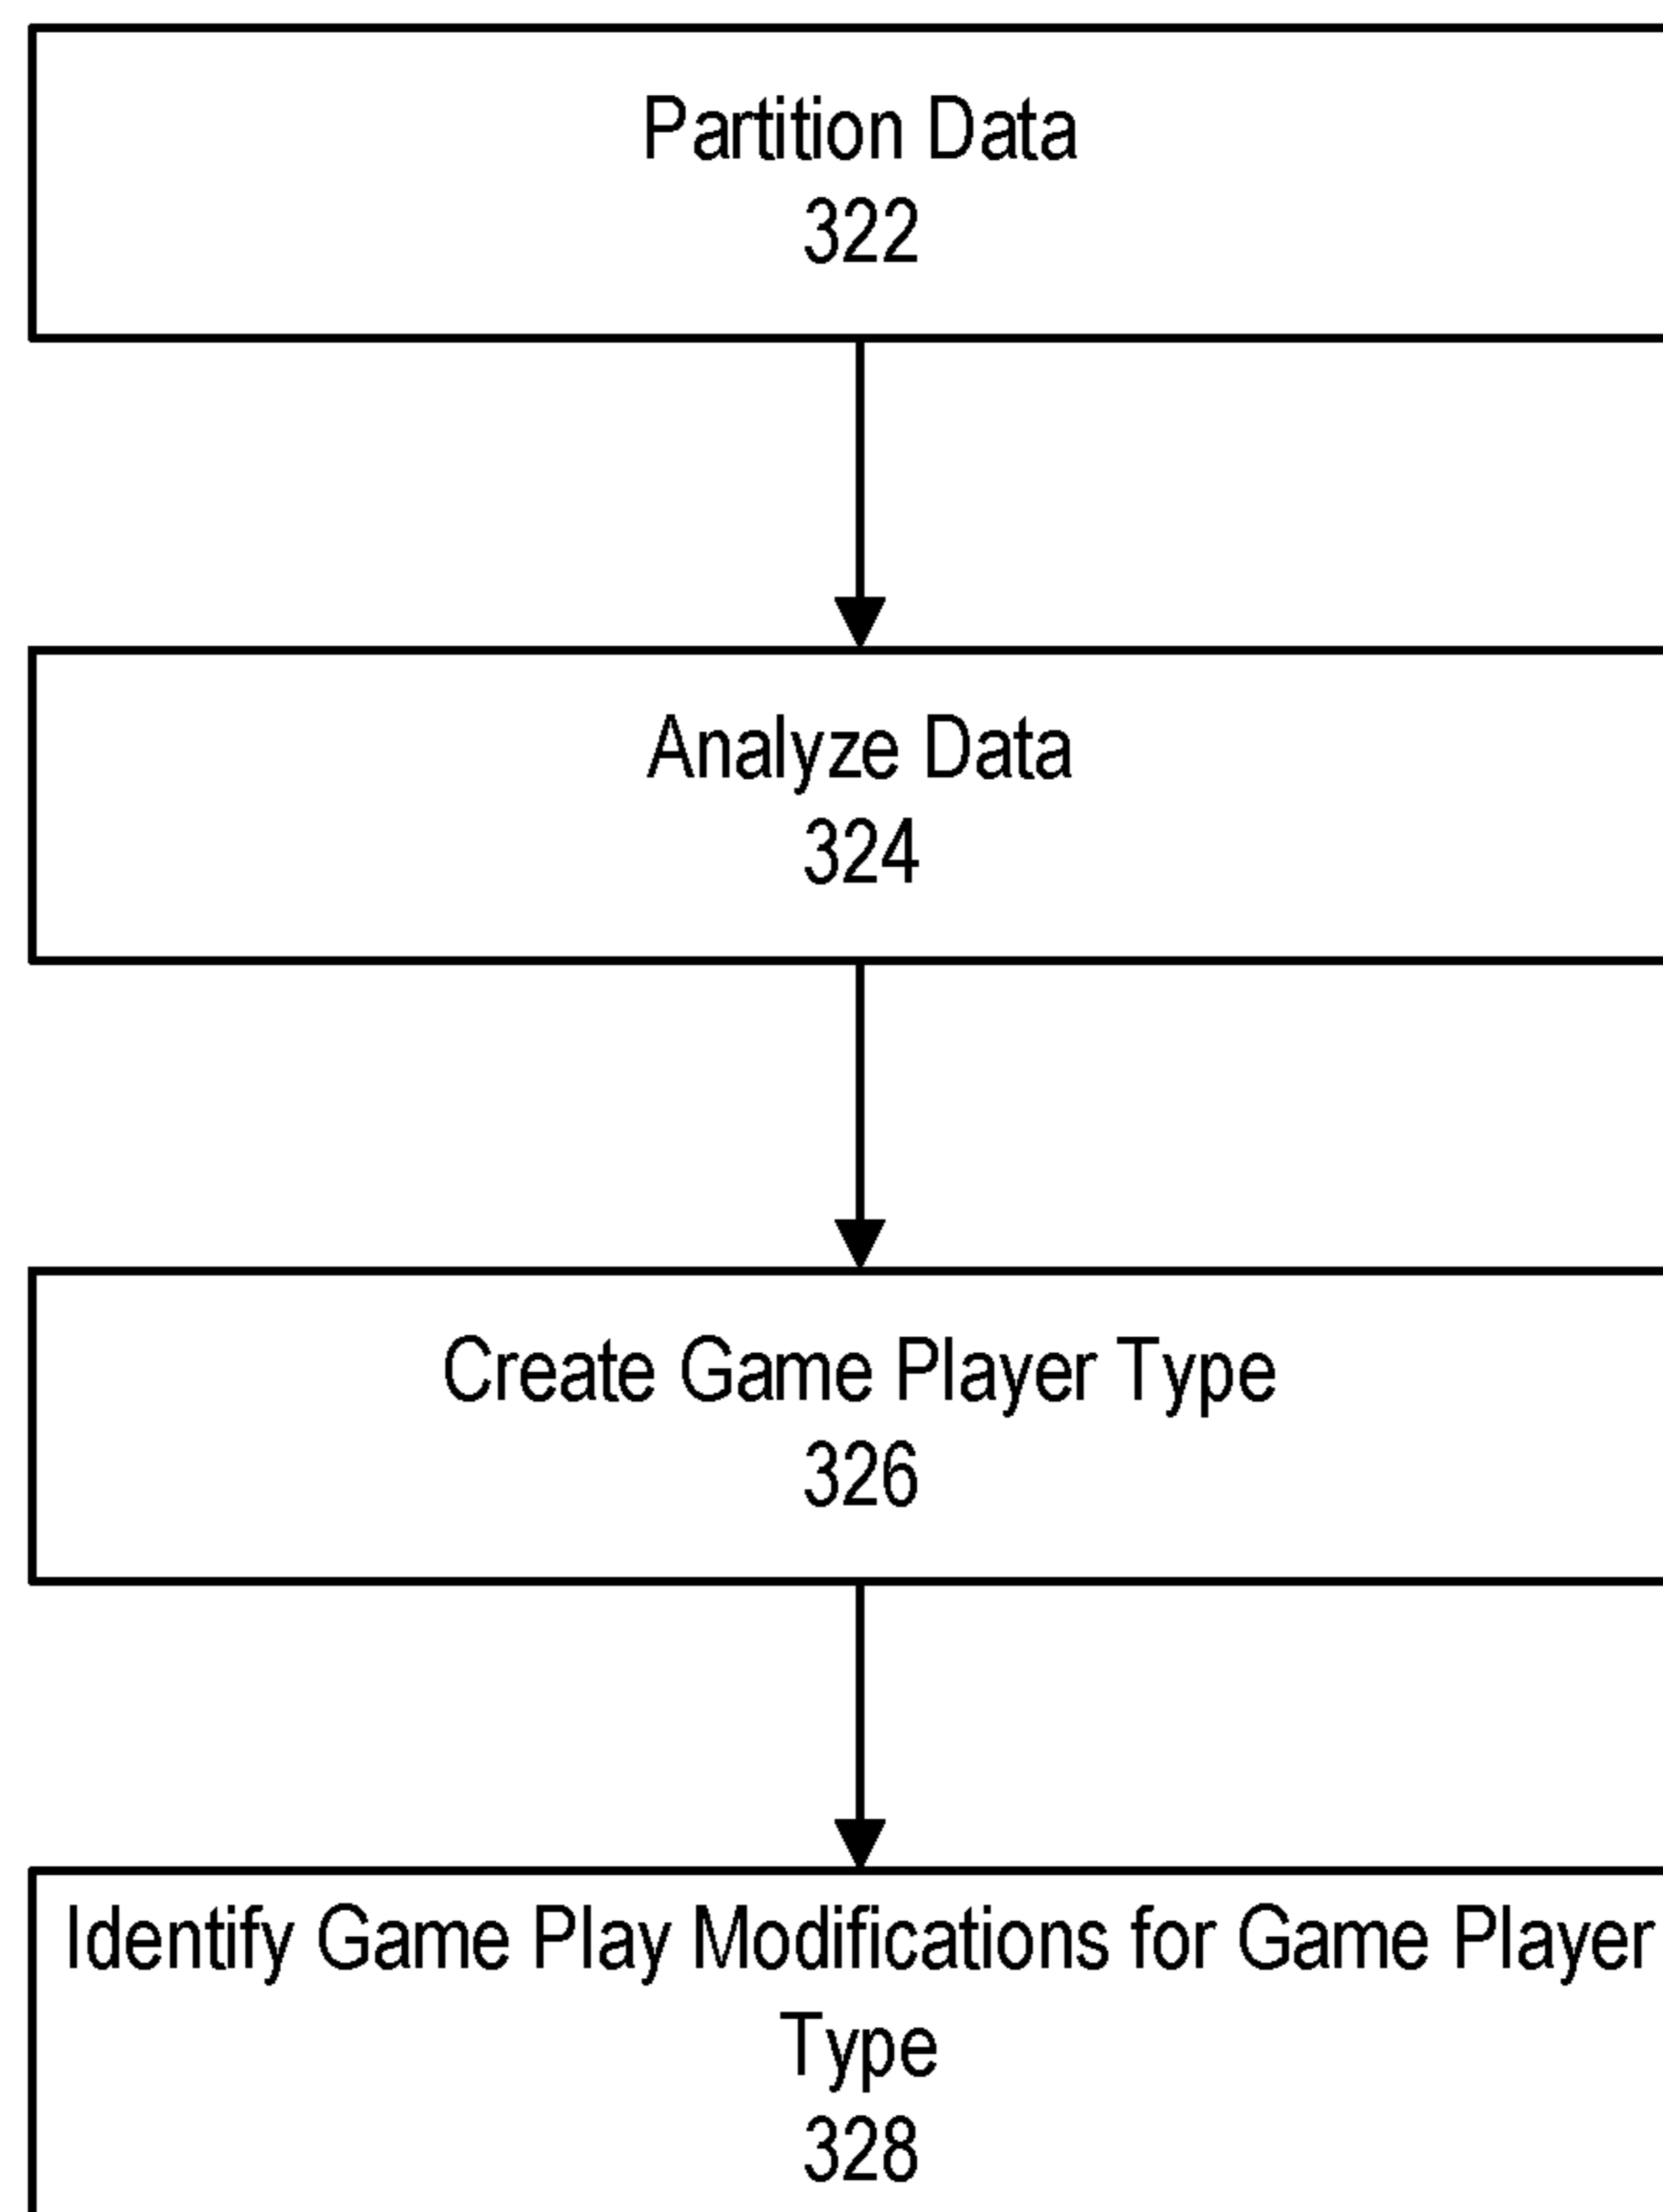 Partition Data
322
Analyze Data
324
Create Game Player Type
326
Identify Game Play Modifications for Game Player
Type
328